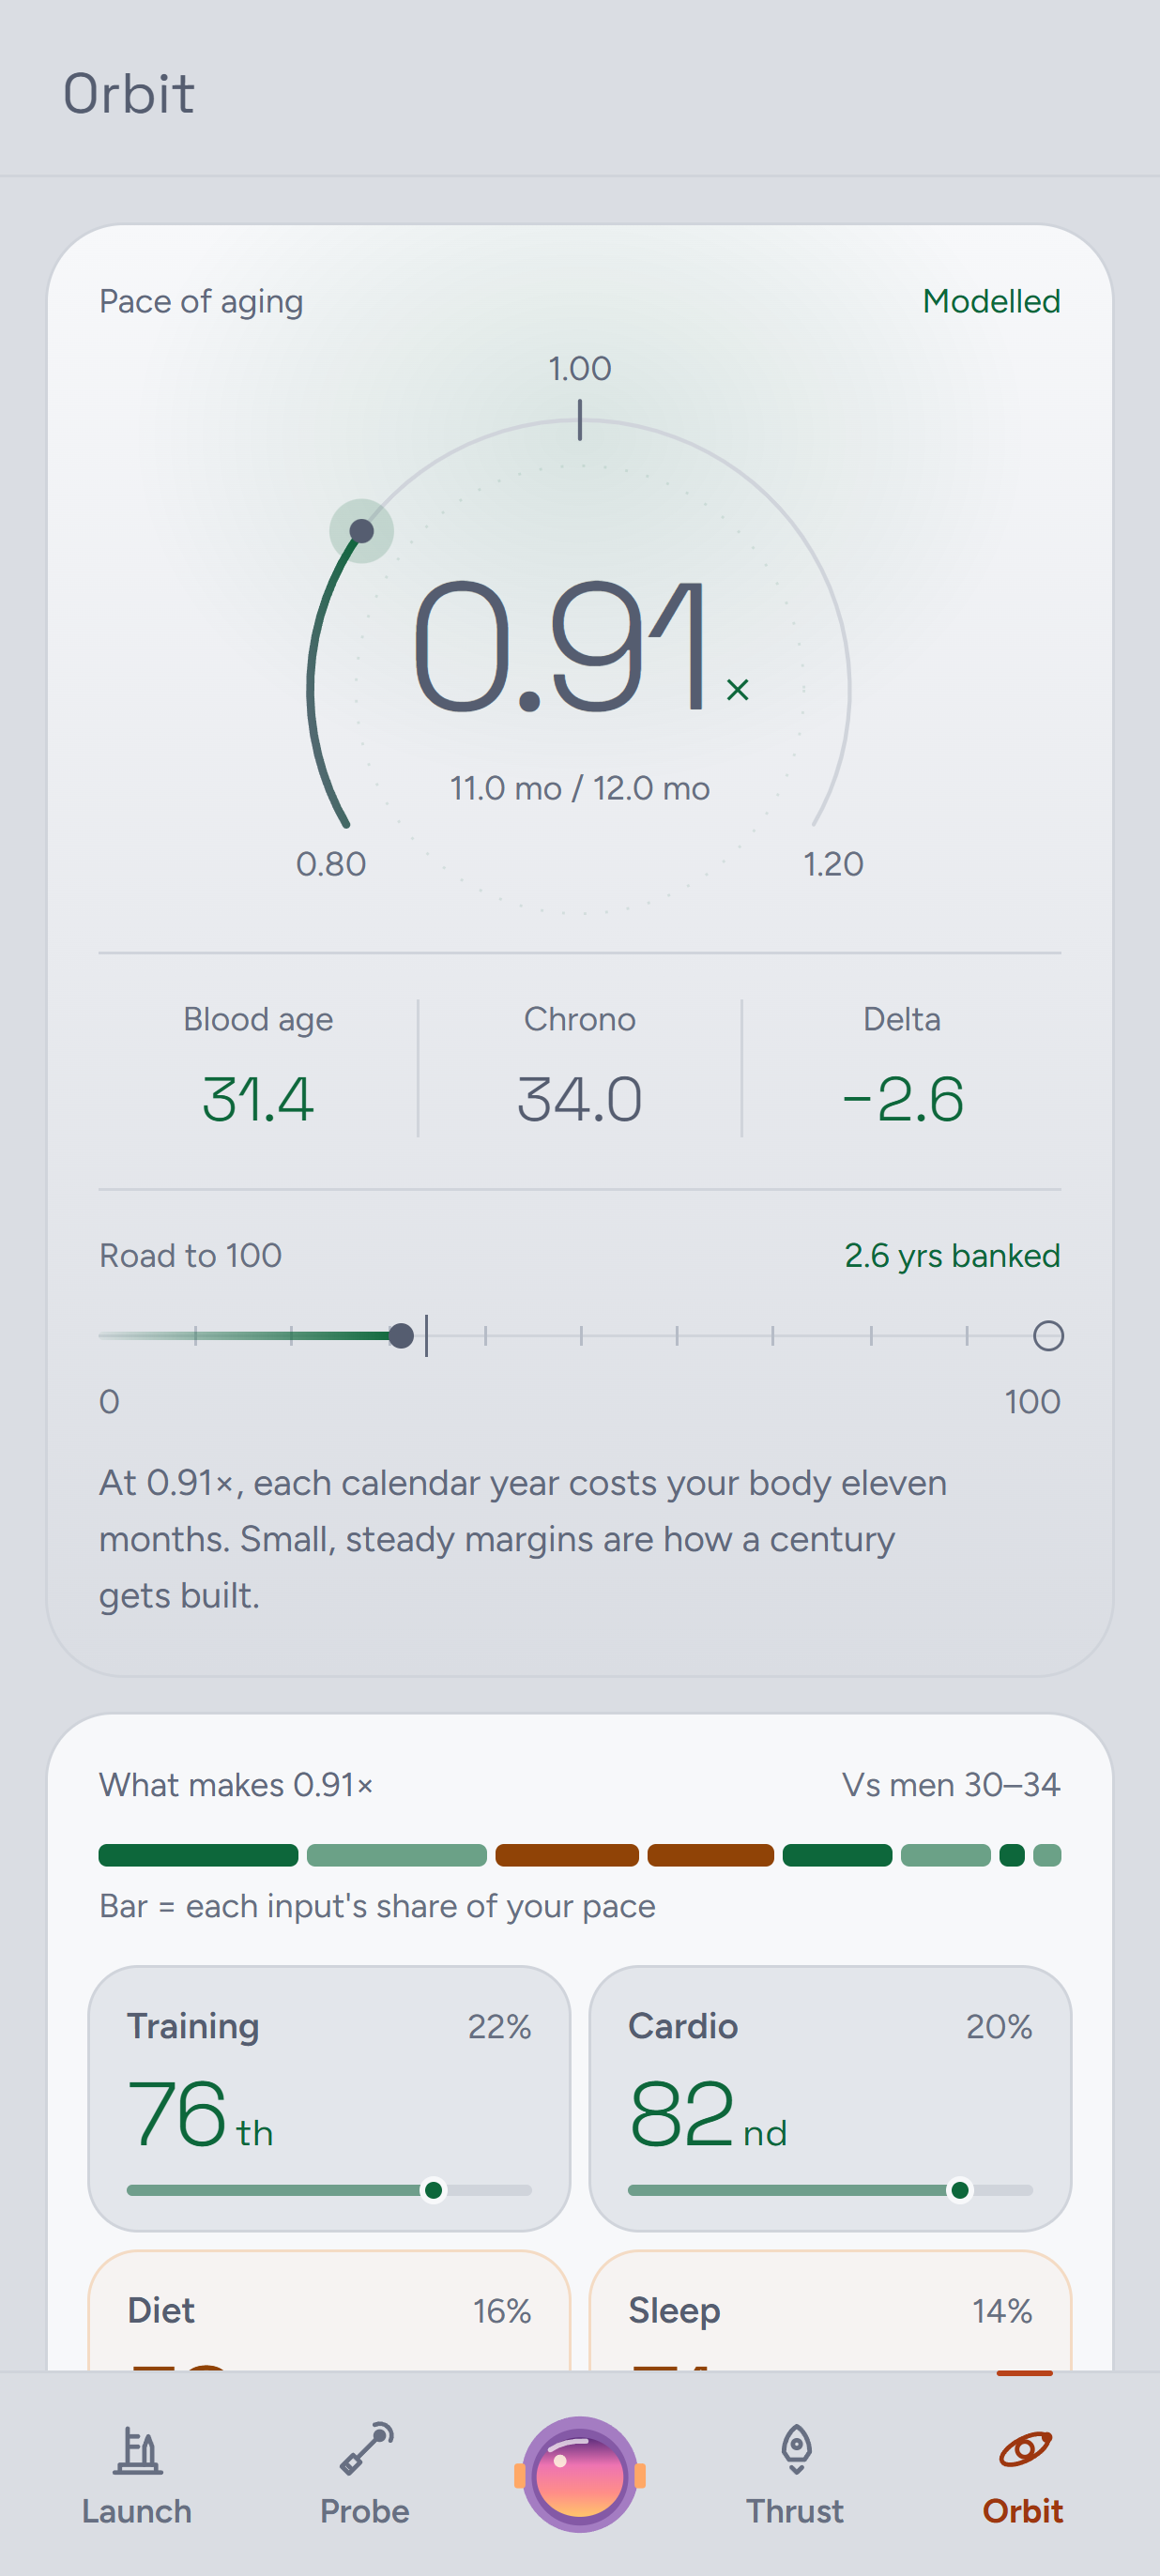 Orbit
Pace of aging
Modelled
1.00
0.91×
11.0 mo / 12.0 mo
0.80
1.20
Blood age
Chrono
Delta
31.4
34.0
−2.6
Road to 100
2.6 yrs banked
0
100
At 0.91×, each calendar year costs your body eleven
months. Small, steady margins are how a century
gets built.
What makes 0.91×
Vs men 30–34
Bar = each input's share of your pace
Training
22%
Cardio
20%
76 th
82 nd
Diet
16%
Sleep
14%
Launch
Probe
Thrust
Orbit